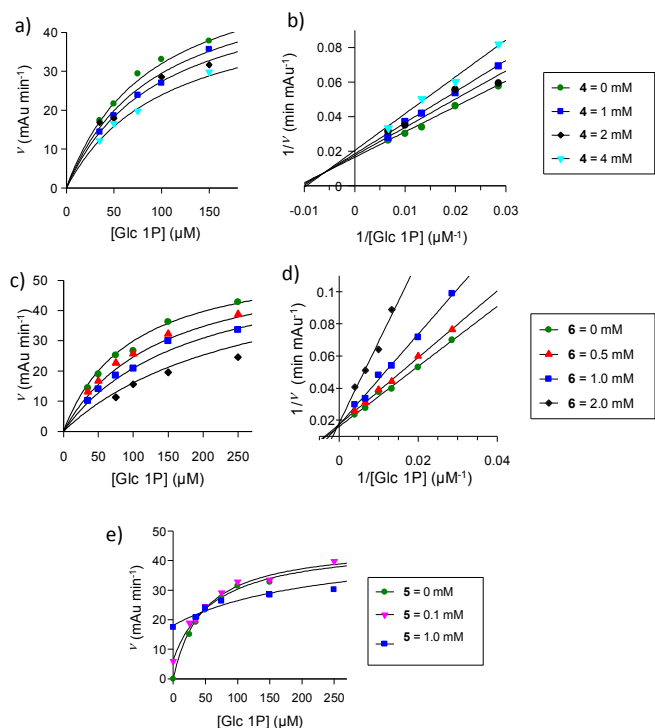 a)
40
30
20
10
0
ν (mAu min⁻¹)
0 50 100 150
[Glc 1P] (µM)
b)
0.08
0.06
0.04
0.02
1/ν (min mAu⁻¹)
-0.01 0 0.01 0.02 0.03
1/[Glc 1P] (µM⁻¹)
4 = 0 mM
4 = 1 mM
4 = 2 mM
4 = 4 mM
c)
50
40
30
20
10
0
ν (mAu min⁻¹)
0 50 100 150 200 250
[Glc 1P] (µM)
d)
0.1
0.08
0.06
0.04
0.02
1/ν (min mAu⁻¹)
0 0.02 0.04
1/[Glc 1P] (µM⁻¹)
6 = 0 mM
6 = 0.5 mM
6 = 1.0 mM
6 = 2.0 mM
e)
50
40
30
20
10
0
ν (mAu min⁻¹)
0 50 100 150 200 250
[Glc 1P] (µM)
5 = 0 mM
5 = 0.1 mM
5 = 1.0 mM